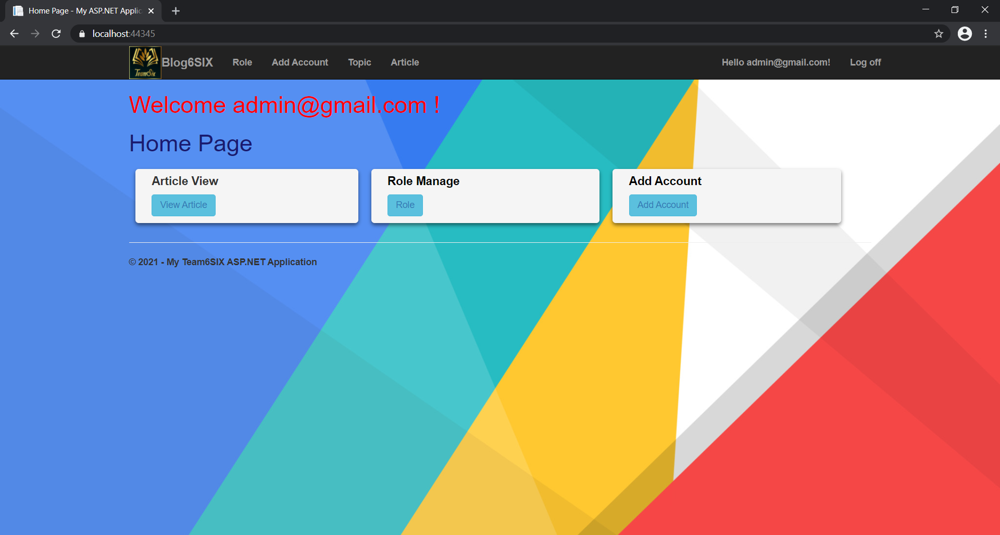 Home Page - My ASP.NET Applic
localhost:44345
TeamSix
Blog6SIX Role Add Account Topic Article Hello admin@gmail.com! Log off
Welcome admin@gmail.com !
Home Page
Article View
View Article
Role Manage
Role
Add Account
Add Account
© 2021 - My Team6SIX ASP.NET Application